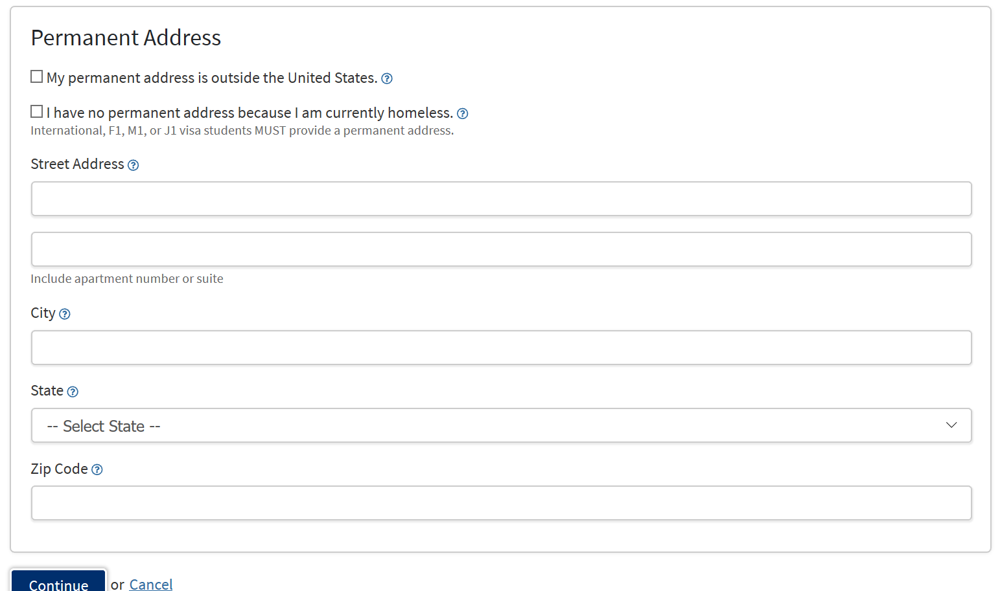 Permanent Address
My permanent address is outside the United States. ?
I have no permanent address because I am currently homeless. ?
International, F1, M1, or J1 visa students MUST provide a permanent address.
Street Address ?
Include apartment number or suite
City ?
State ?
-- Select State --
Zip Code ?
Continue or Cancel